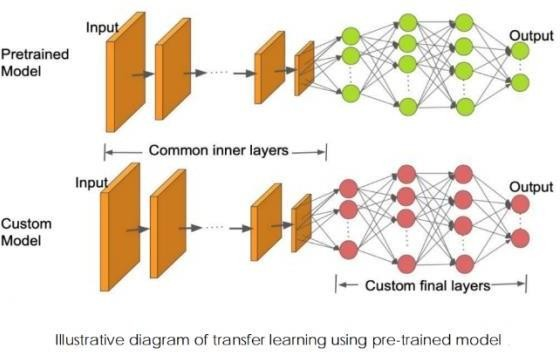 Input
Output
Pretrained
Model
Common inner layers
Input
Output
Custom
Model
Custom final layers
Illustrative diagram of transfer learning using pre-trained model